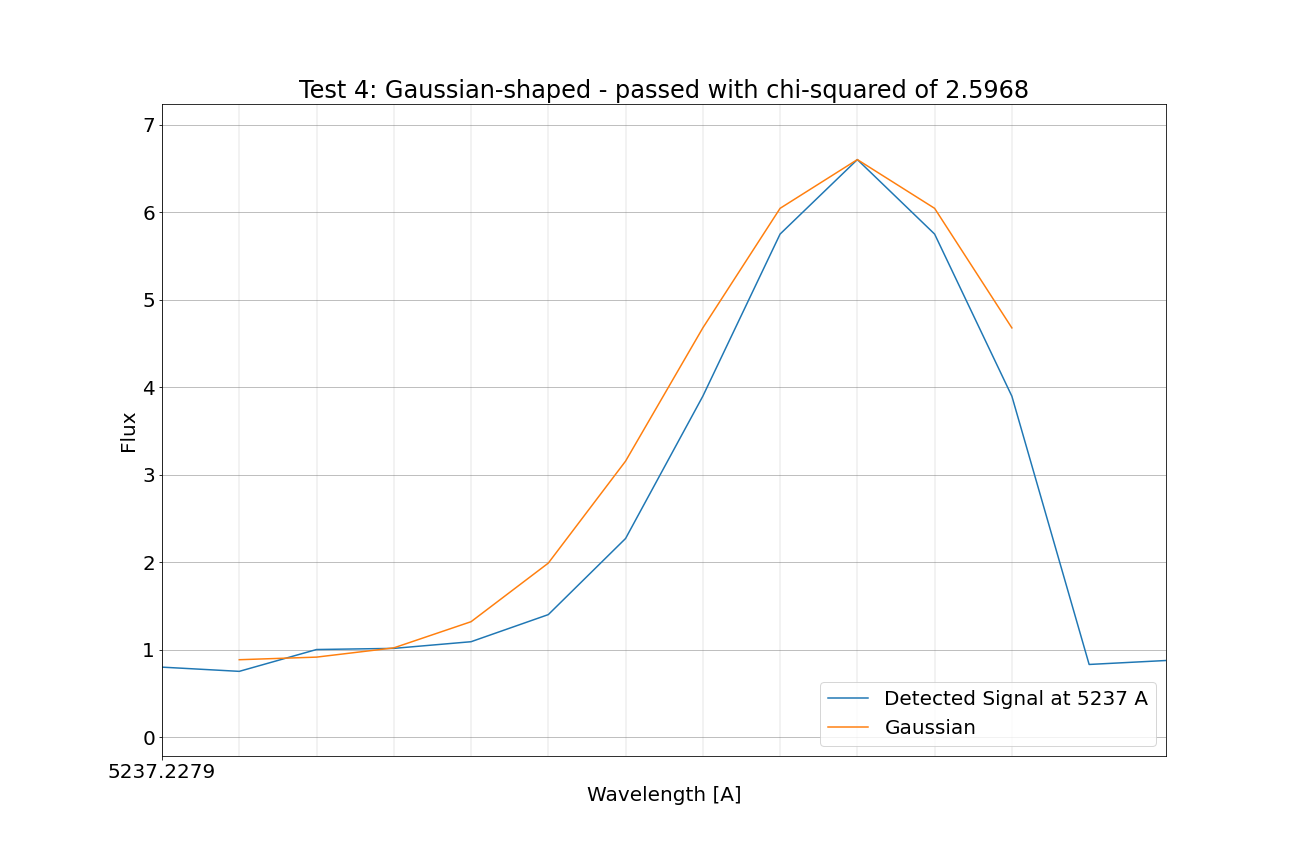 Test 4: Gaussian-shaped - passed with chi-squared of 2.5968
7
6
5
4
3
2
1
0
Flux
Detected Signal at 5237 A
Gaussian
5237.2279
Wavelength [A]